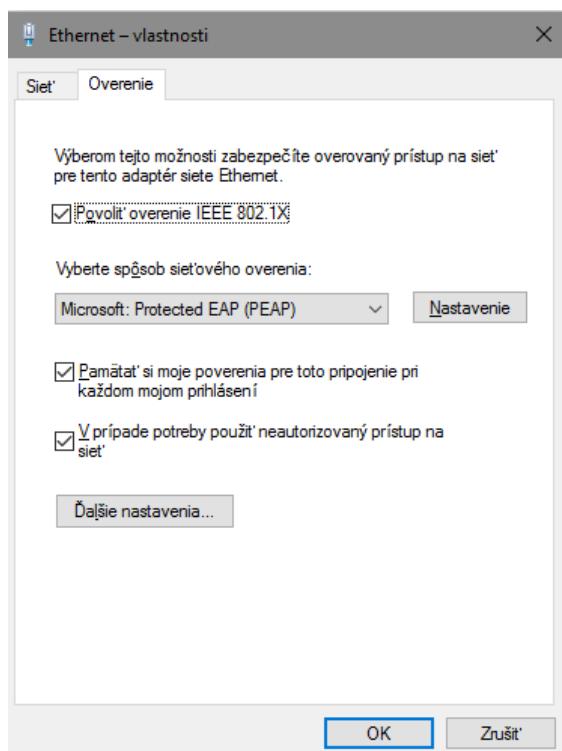 Ethernet – vlastnosti
Sieť
Overenie
Výberom tejto možnosti zabezpečíte overovaný prístup na sieť
pre tento adaptér siete Ethernet.
Povoliť overenie IEEE 802.1X
Vyberte spôsob sieťového overenia:
Microsoft: Protected EAP (PEAP)
Nastavenie
Pamätať si moje poverenia pre toto pripojenie pri
každom mojom prihlásení
V prípade potreby použiť neautorizovaný prístup na
sieť
Ďalšie nastavenia...
OK
Zrušiť